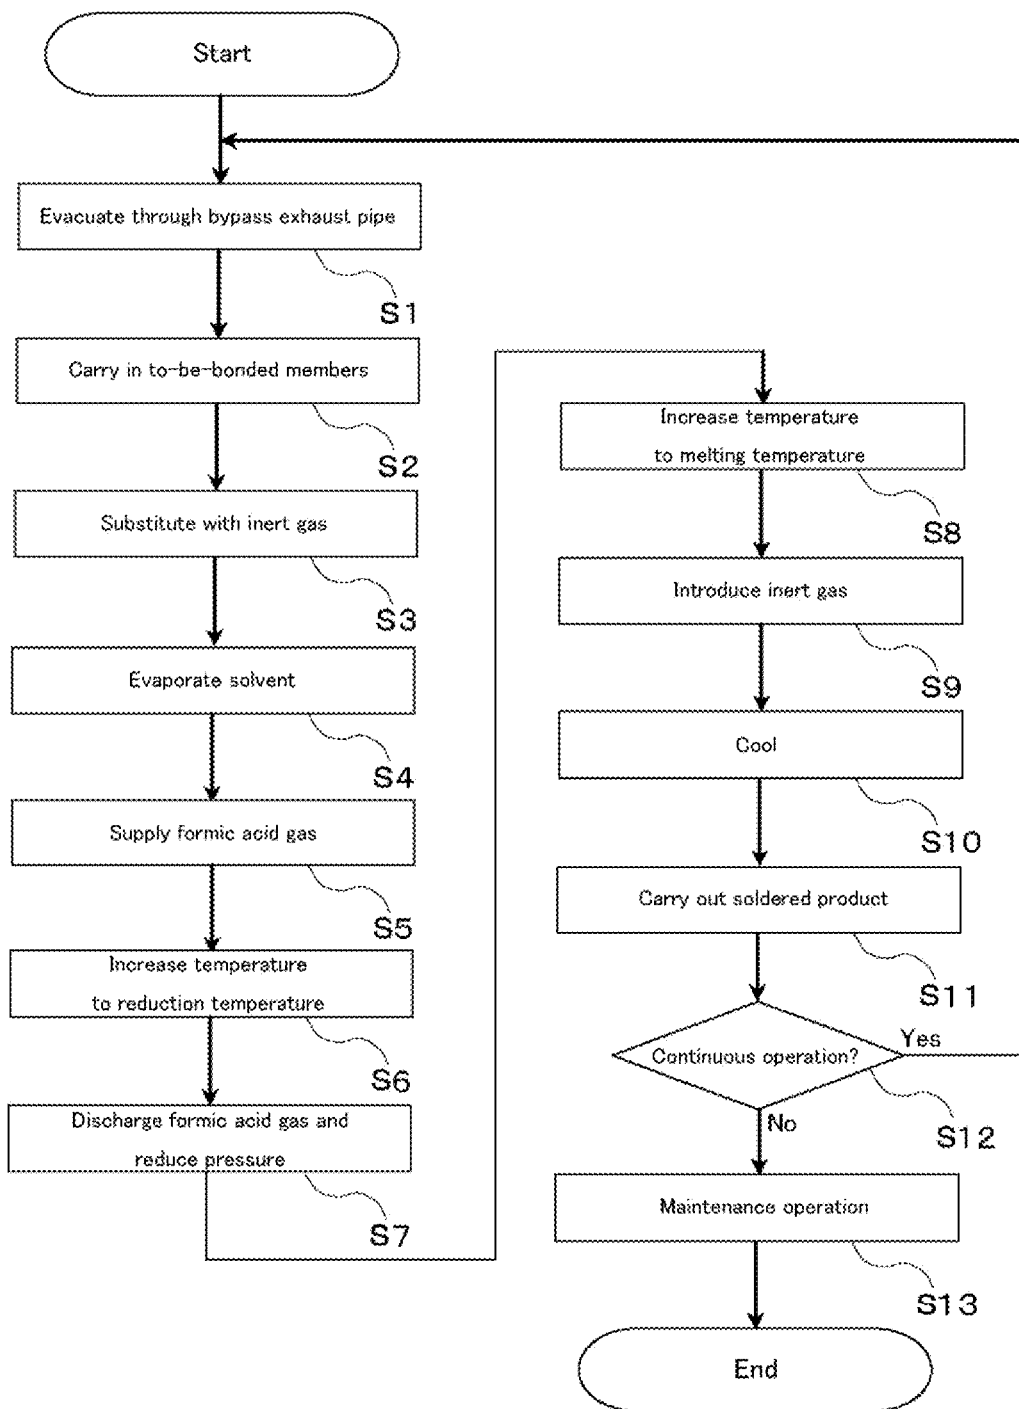 Start
Evacuate through bypass exhaust pipe
S1
Carry in to-be-bonded members
S2
Substitute with inert gas
S3
Evaporate solvent
S4
Supply formic acid gas
S5
Increase temperature
to reduction temperature
S6
Discharge formic acid gas and
reduce pressure
S7
Increase temperature
to melting temperature
S8
Introduce inert gas
S9
Cool
S10
Carry out soldered product
S11
Continuous operation?
Yes
No
S12
Maintenance operation
S13
End